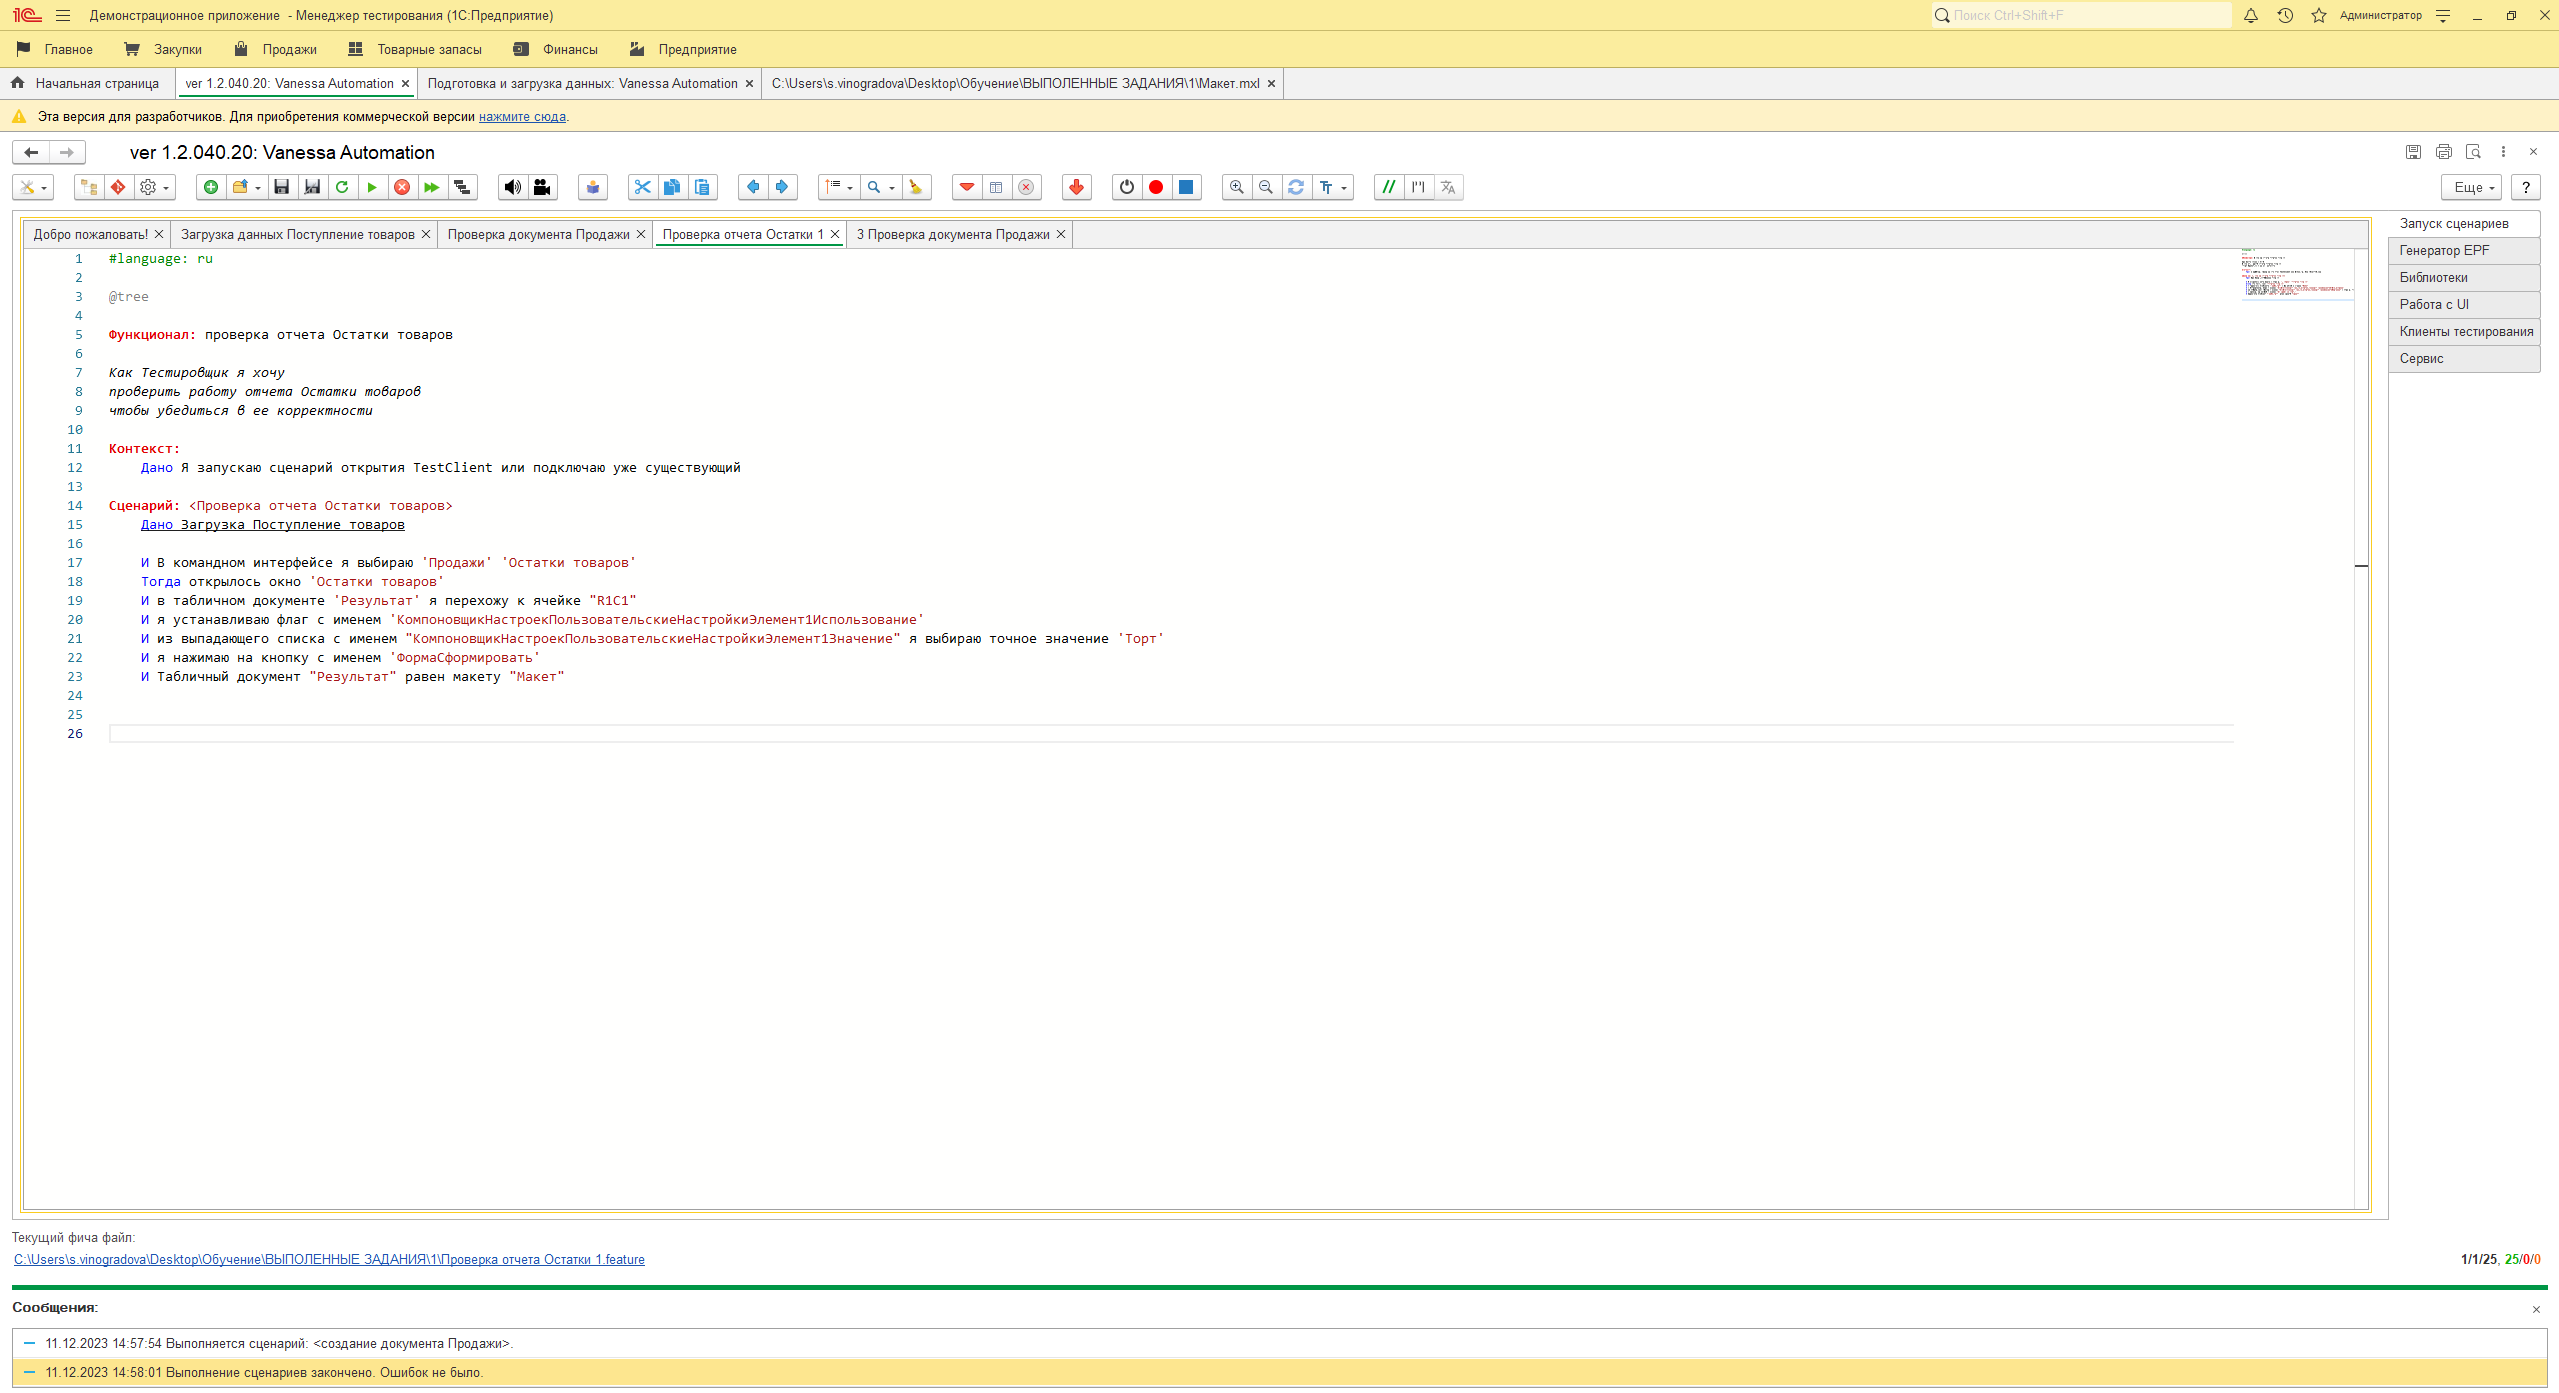 1С Демонстрационное приложение - Менеджер тестирования (1С:Предприятие) Поиск Ctrl+Shift+F Администратор
Главное Закупки Продажи Товарные запасы Финансы Предприятие
Начальная страница ver 1.2.040.20: Vanessa Automation Подготовка и загрузка данных: Vanessa Automation C:\Users\s.vinogradova\Desktop\Обучение\ВЫПОЛЕННЫЕ ЗАДАНИЯ\1\Макет.mxl
Эта версия для разработчиков. Для приобретения коммерческой версии нажмите сюда.
ver 1.2.040.20: Vanessa Automation
Еще ?
Добро пожаловать! Загрузка данных Поступление товаров Проверка документа Продажи Проверка отчета Остатки 1 3 Проверка документа Продажи
Запуск сценариев
Генератор EPF
Библиотеки
Работа с UI
Клиенты тестирования
Сервис
1 #language: ru
2
3 @tree
4
5 Функционал: проверка отчета Остатки товаров
6
7 Как Тестировщик я хочу
8 проверить работу отчета Остатки товаров
9 чтобы убедиться в ее корректности
10
11 Контекст:
12 Дано Я запускаю сценарий открытия TestClient или подключаю уже существующий
13
14 Сценарий: <Проверка отчета Остатки товаров>
15 Дано Загрузка Поступление товаров
16
17 И В командном интерфейсе я выбираю 'Продажи' 'Остатки товаров'
18 Тогда открылось окно 'Остатки товаров'
19 И в табличном документе 'Результат' я перехожу к ячейке "R1C1"
20 И я устанавливаю флаг с именем 'КомпоновщикНастроекПользовательскиеНастройкиЭлемент1Использование'
21 И из выпадающего списка с именем "КомпоновщикНастроекПользовательскиеНастройкиЭлемент1Значение" я выбираю точное значение 'Торт'
22 И я нажимаю на кнопку с именем 'ФормаСформировать'
23 И Табличный документ "Результат" равен макету "Макет"
24
25
26
Текущий фича файл:
C:\Users\s.vinogradova\Desktop\Обучение\ВЫПОЛЕННЫЕ ЗАДАНИЯ\1\Проверка отчета Остатки 1.feature 1/1/25, 25/0/0
Сообщения:
11.12.2023 14:57:54 Выполняется сценарий: <создание документа Продажи>.
11.12.2023 14:58:01 Выполнение сценариев закончено. Ошибок не было.